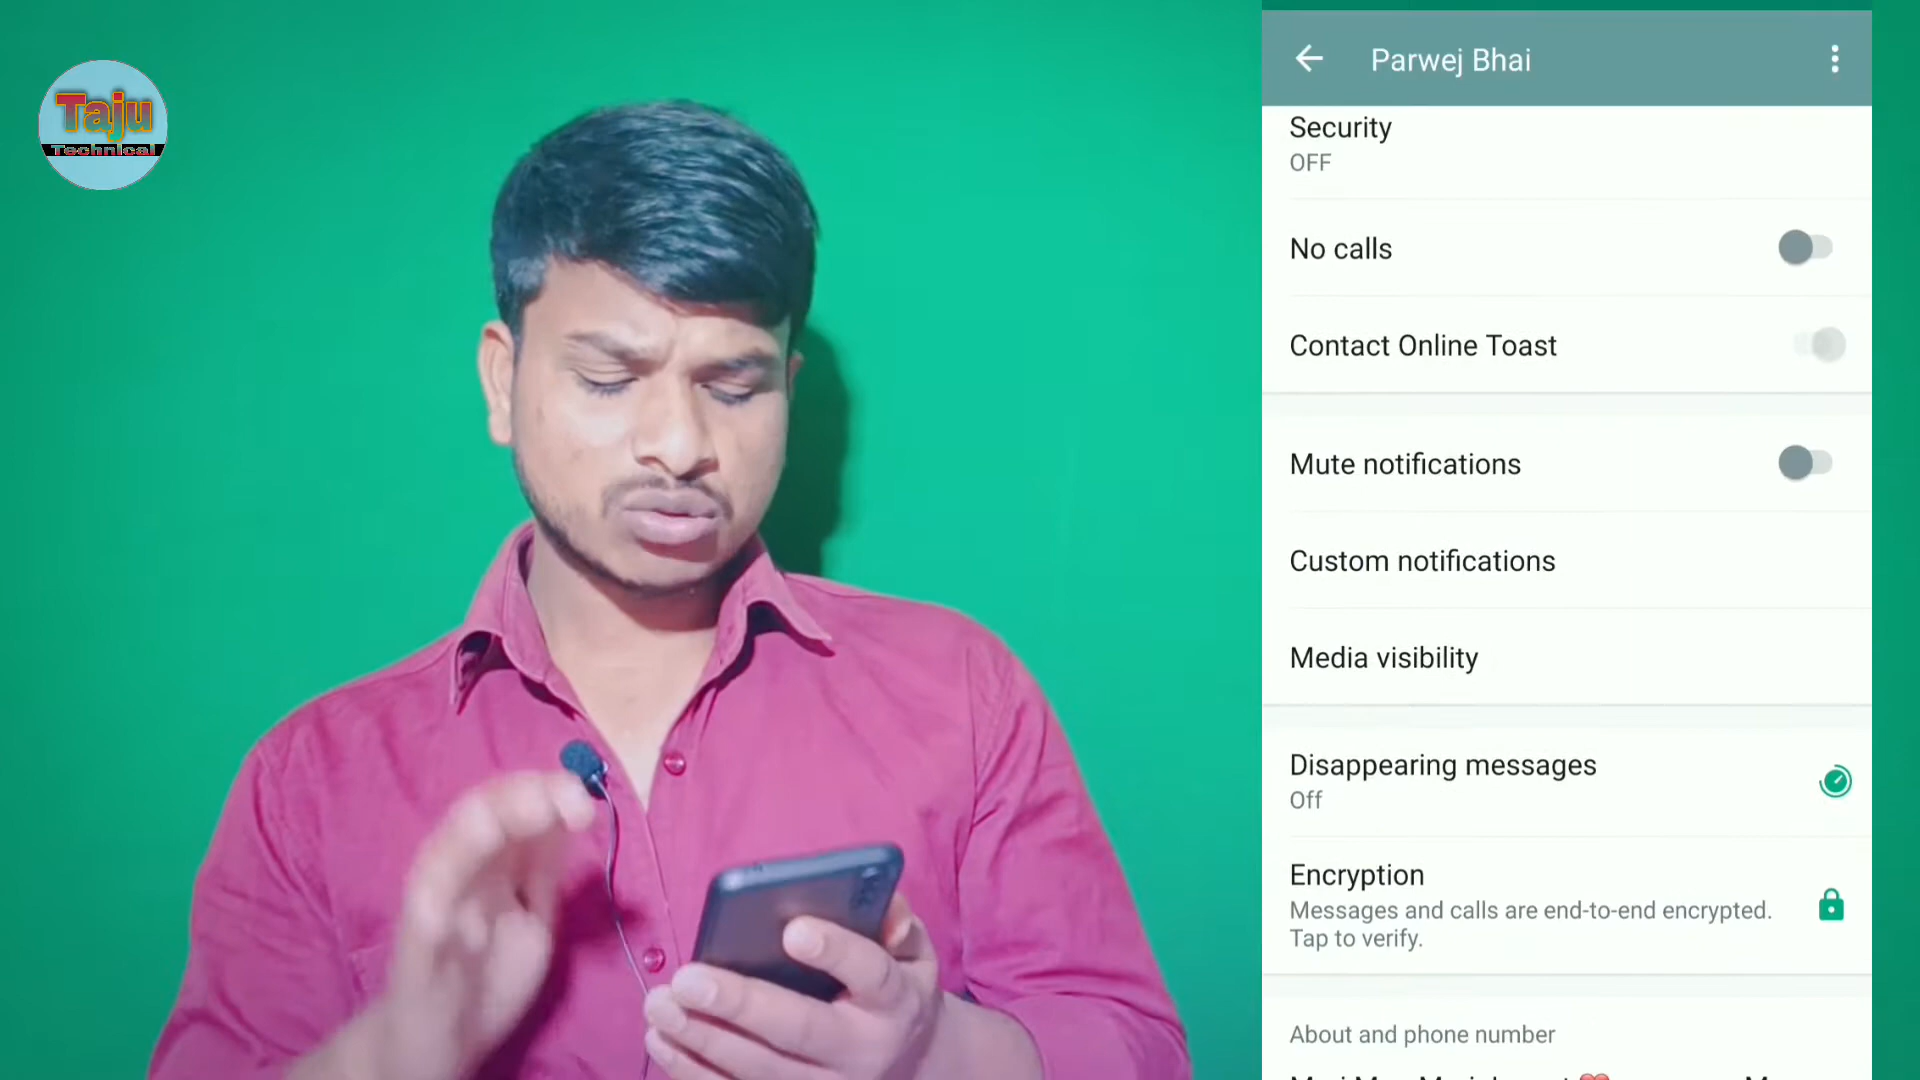 Taju
Technical
Parwej Bhai
Security
OFF
No calls
Contact Online Toast
Mute notifications
Custom notifications
Media visibility
Disappearing messages
Off
Encryption
Messages and calls are end-to-end encrypted.
Tap to verify.
About and phone number